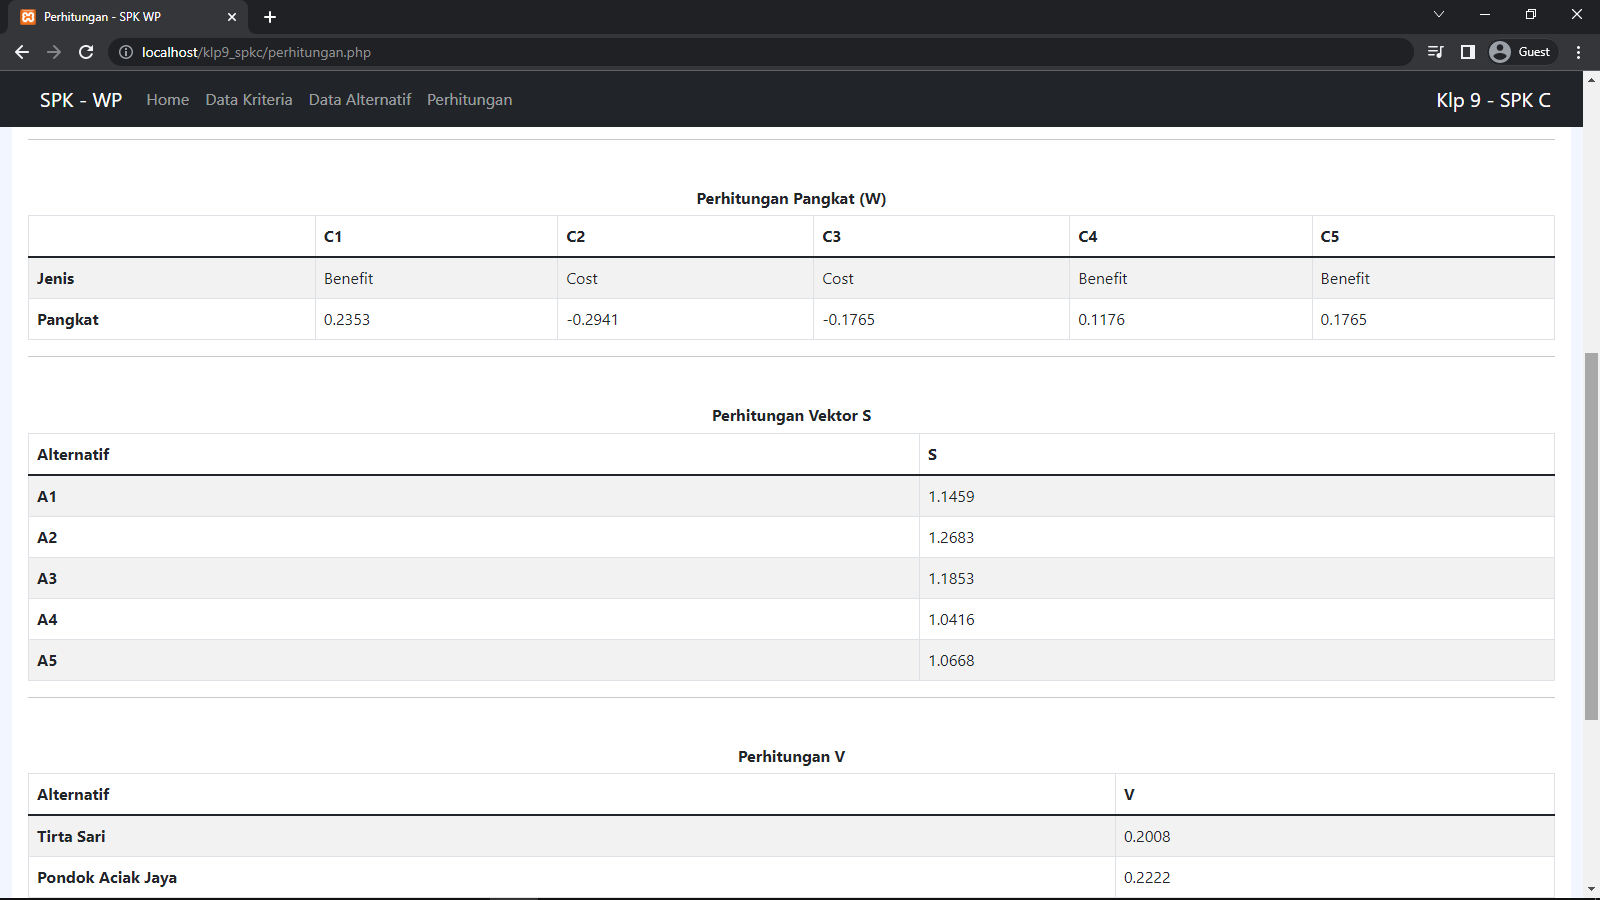 Perhitungan - SPK WP
localhost/klp9_spkc/perhitungan.php
Guest
SPK - WP Home Data Kriteria Data Alternatif Perhitungan Klp 9 - SPK C
Perhitungan Pangkat (W)
C1 C2 C3 C4 C5
Jenis Benefit Cost Cost Benefit Benefit
Pangkat 0.2353 -0.2941 -0.1765 0.1176 0.1765
Perhitungan Vektor S
Alternatif S
A1 1.1459
A2 1.2683
A3 1.1853
A4 1.0416
A5 1.0668
Perhitungan V
Alternatif V
Tirta Sari 0.2008
Pondok Aciak Jaya 0.2222